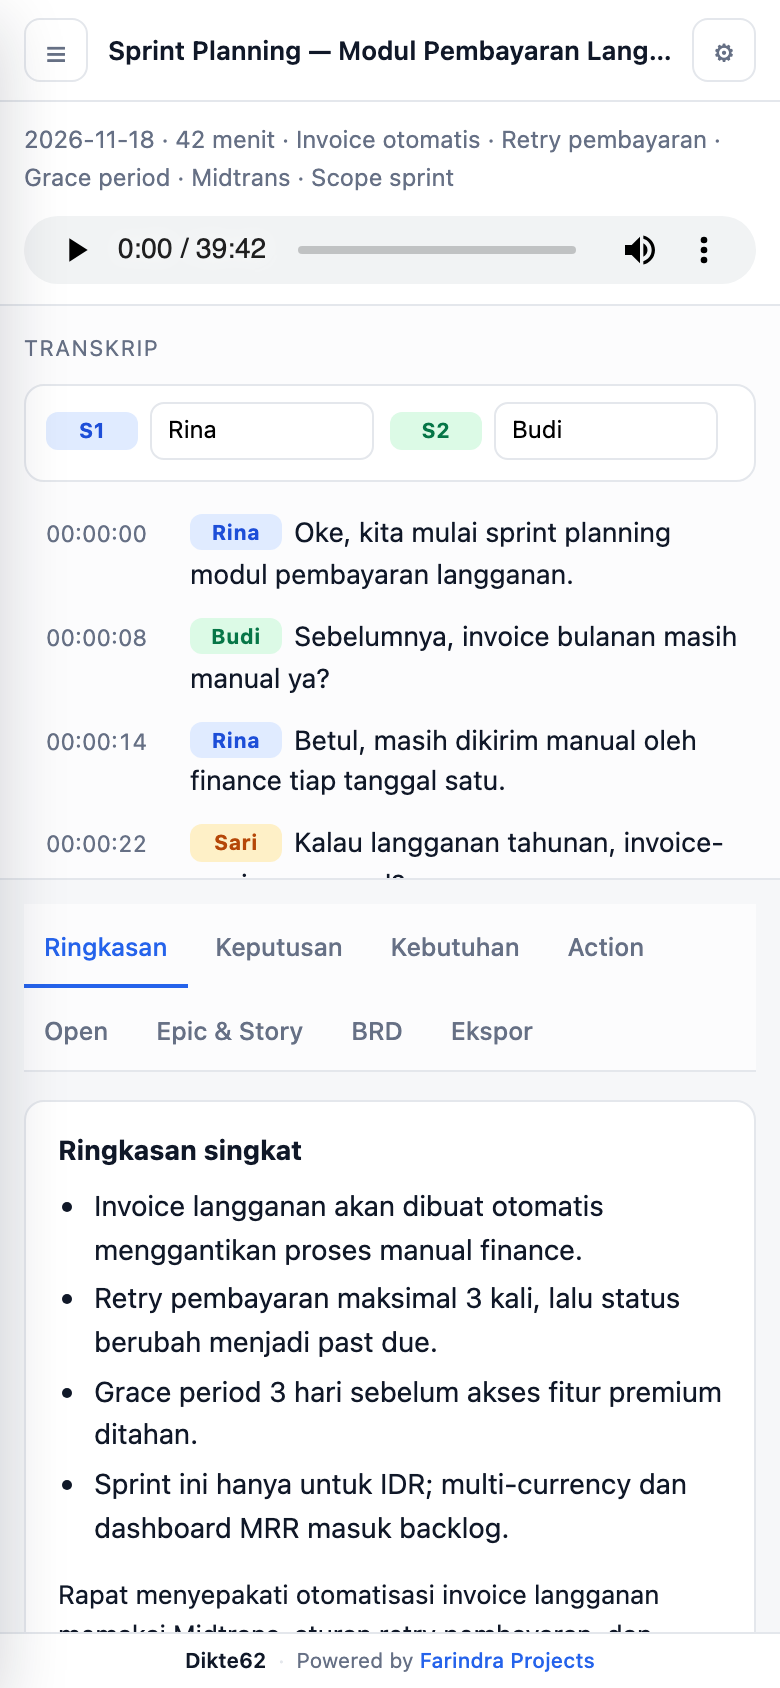 Sprint Planning — Modul Pembayaran Lang...
2026-11-18 · 42 menit · Invoice otomatis · Retry pembayaran ·
Grace period · Midtrans · Scope sprint
0:00 / 39:42
TRANSKRIP
S1 Rina S2 Budi
00:00:00 Rina Oke, kita mulai sprint planning
modul pembayaran langganan.
00:00:08 Budi Sebelumnya, invoice bulanan masih
manual ya?
00:00:14 Rina Betul, masih dikirim manual oleh
finance tiap tanggal satu.
00:00:22 Sari Kalau langganan tahunan, invoice-
Ringkasan Keputusan Kebutuhan Action
Open Epic & Story BRD Ekspor
Ringkasan singkat
• Invoice langganan akan dibuat otomatis
menggantikan proses manual finance.
• Retry pembayaran maksimal 3 kali, lalu status
berubah menjadi past due.
• Grace period 3 hari sebelum akses fitur premium
ditahan.
• Sprint ini hanya untuk IDR; multi-currency dan
dashboard MRR masuk backlog.
Rapat menyepakati otomatisasi invoice langganan
memakai Midtrans, aturan retry pembayaran, dan
Dikte62 · Powered by Farindra Projects